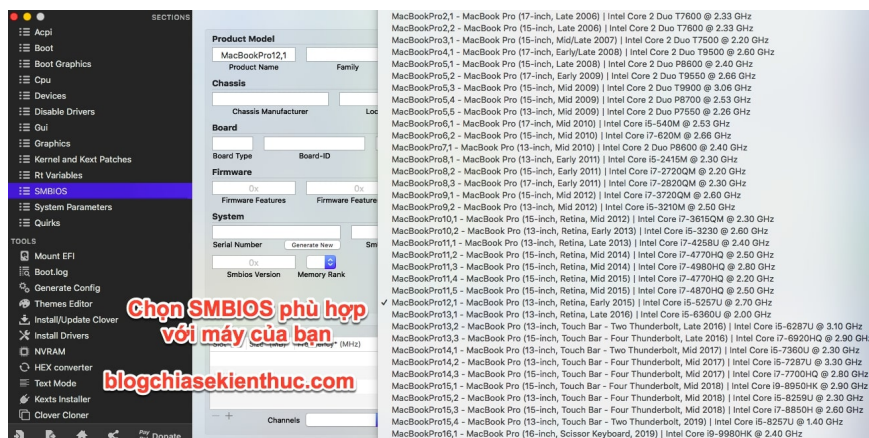 SECTIONS
Acpi
Boot
Boot Graphics
Cpu
Devices
Disable Drivers
Gui
Graphics
Kernel and Kext Patches
Rt Variables
SMBIOS
System Parameters
Quirks
TOOLS
Mount EFI
Boot.log
Generate Config
Themes Editor
Install/Update Clover
Install Drivers
NVRAM
HEX converter
Text Mode
Kexts Installer
Clover Cloner
Pay Donate
Product Model
MacBookPro12,1
Product Name Family
Chassis
Chassis Manufacturer Loc
Board
Board Type Board-ID
Firmware
0x 0x
Firmware Features Firmware Feature
System
Serial Number Generate New Sm
0x
Smbios Version Memory Rank
Chọn SMBIOS phù hợp
với máy của bạn
blogchiasekienthuc.com
Channels
MacBookPro2,1 - MacBook Pro (17-inch, Late 2006) | Intel Core 2 Duo T7600 @ 2.33 GHz
MacBookPro2,2 - MacBook Pro (15-inch, Late 2006) | Intel Core 2 Duo T7600 @ 2.33 GHz
MacBookPro3,1 - MacBook Pro (15-inch, Mid/Late 2007) | Intel Core 2 Duo T7500 @ 2.20 GHz
MacBookPro4,1 - MacBook Pro (17-inch, Early/Late 2008) | Intel Core 2 Duo T9500 @ 2.60 GHz
MacBookPro5,1 - MacBook Pro (15-inch, Late 2008) | Intel Core 2 Duo P8600 @ 2.40 GHz
MacBookPro5,2 - MacBook Pro (17-inch, Early 2009) | Intel Core 2 Duo T9550 @ 2.66 GHz
MacBookPro5,3 - MacBook Pro (15-inch, Mid 2009) | Intel Core 2 Duo T9900 @ 3.06 GHz
MacBookPro5,4 - MacBook Pro (15-inch, Mid 2009) | Intel Core 2 Duo P8700 @ 2.53 GHz
MacBookPro5,5 - MacBook Pro (13-inch, Mid 2009) | Intel Core 2 Duo P7550 @ 2.26 GHz
MacBookPro6,1 - MacBook Pro (17-inch, Mid 2010) | Intel Core i5-540M @ 2.53 GHz
MacBookPro6,2 - MacBook Pro (15-inch, Mid 2010) | Intel Core i7-620M @ 2.66 GHz
MacBookPro7,1 - MacBook Pro (13-inch, Mid 2010) | Intel Core 2 Duo P8600 @ 2.40 GHz
MacBookPro8,1 - MacBook Pro (13-inch, Early 2011) | Intel Core i5-2415M @ 2.30 GHz
MacBookPro8,2 - MacBook Pro (15-inch, Early 2011) | Intel Core i7-2720QM @ 2.20 GHz
MacBookPro8,3 - MacBook Pro (17-inch, Early 2011) | Intel Core i7-2820QM @ 2.30 GHz
MacBookPro9,1 - MacBook Pro (15-inch, Mid 2012) | Intel Core i7-3720QM @ 2.60 GHz
MacBookPro9,2 - MacBook Pro (13-inch, Mid 2012) | Intel Core i5-3210M @ 2.50 GHz
MacBookPro10,1 - MacBook Pro (15-inch, Retina, Mid 2012) | Intel Core i7-3615QM @ 2.30 GHz
MacBookPro10,2 - MacBook Pro (13-inch, Retina, Early 2013) | Intel Core i5-3230 @ 2.60 GHz
MacBookPro11,1 - MacBook Pro (13-inch, Retina, Late 2013) | Intel Core i7-4258U @ 2.40 GHz
MacBookPro11,2 - MacBook Pro (15-inch, Retina, Mid 2014) | Intel Core i7-4770HQ @ 2.50 GHz
MacBookPro11,3 - MacBook Pro (15-inch, Retina, Mid 2014) | Intel Core i7-4980HQ @ 2.80 GHz
MacBookPro11,4 - MacBook Pro (15-inch, Retina, Mid 2015) | Intel Core i7-4770HQ @ 2.20 GHz
MacBookPro11,5 - MacBook Pro (15-inch, Retina, Mid 2015) | Intel Core i7-4870HQ @ 2.50 GHz
✓ MacBookPro12,1 - MacBook Pro (13-inch, Retina, Early 2015) | Intel Core i5-5257U @ 2.70 GHz
MacBookPro13,1 - MacBook Pro (13-inch, Retina, Late 2016) | Intel Core i5-6360U @ 2.00 GHz
MacBookPro13,2 - MacBook Pro (13-inch, Touch Bar - Two Thunderbolt, Late 2016) | Intel Core i5-6287U @ 3.10 GHz
MacBookPro13,3 - MacBook Pro (15-inch, Touch Bar - Four Thunderbolt, Late 2016) | Intel Core i7-6920HQ @ 2.90 GHz
MacBookPro14,1 - MacBook Pro (13-inch, Touch Bar - Two Thunderbolt, Mid 2017) | Intel Core i5-7360U @ 2.30 GHz
MacBookPro14,2 - MacBook Pro (13-inch, Touch Bar - Four Thunderbolt, Mid 2017) | Intel Core i5-7287U @ 3.30 GHz
MacBookPro14,3 - MacBook Pro (15-inch, Touch Bar - Four Thunderbolt, Mid 2017) | Intel Core i7-7700HQ @ 2.80 GHz
MacBookPro15,1 - MacBook Pro (15-inch, Touch Bar - Four Thunderbolt, Mid 2018) | Intel Core i9-8950HK @ 2.90 GHz
MacBookPro15,2 - MacBook Pro (13-inch, Touch Bar - Four Thunderbolt, Mid 2018) | Intel Core i5-8259U @ 2.30 GHz
MacBookPro15,3 - MacBook Pro (15-inch, Touch Bar - Four Thunderbolt, Mid 2018) | Intel Core i7-8850H @ 2.60 GHz
MacBookPro15,4 - MacBook Pro (13-inch, Touch Bar - Two Thunderbolt, 2019) | Intel Core i5-8257U @ 1.40 GHz
MacBookPro16,1 - MacBook Pro (16-inch, Scissor Keyboard, 2019) | Intel Core i9-9980HK @ 2.40 GHz